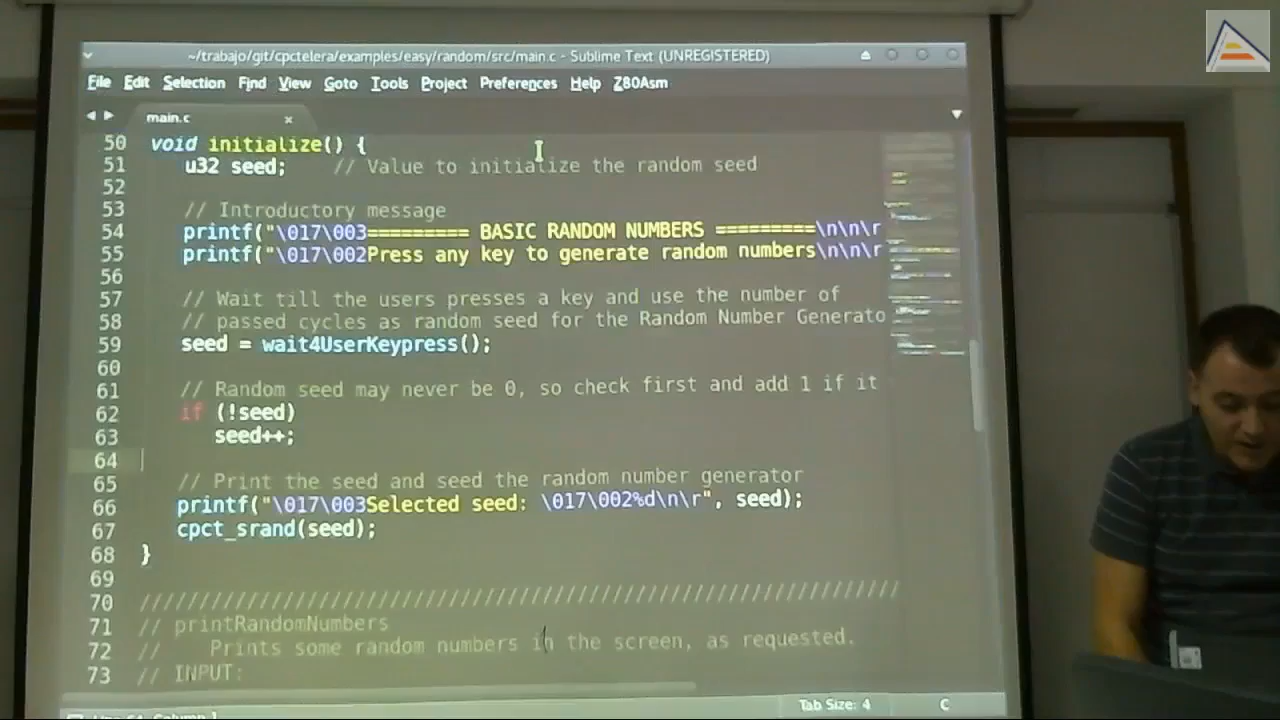 ~/trabajo/git/cpctelera/examples/easy/random/src/main.c - Sublime Text (UNREGISTERED)
File Edit Selection Find View Goto Tools Project Preferences Help Z80Asm
main.c ×
50 void initialize() {
51 u32 seed; // Value to initialize the random seed
52
53 // Introductory message
54 printf("\017\003========= BASIC RANDOM NUMBERS =========\n\n\r
55 printf("\017\002Press any key to generate random numbers\n\n\r
56
57 // Wait till the users presses a key and use the number of
58 // passed cycles as random seed for the Random Number Generato
59 seed = wait4UserKeypress();
60
61 // Random seed may never be 0, so check first and add 1 if it
62 if (!seed)
63 seed++;
64
65 // Print the seed and seed the random number generator
66 printf("\017\003Selected seed: \017\002%d\n\r", seed);
67 cpct_srand(seed);
68 }
69
70 //////////////////////////////////////////////////////////////////
71 // printRandomNumbers
72 // Prints some random numbers in the screen, as requested.
73 // INPUT:
Column 1 Tab Size: 4 C